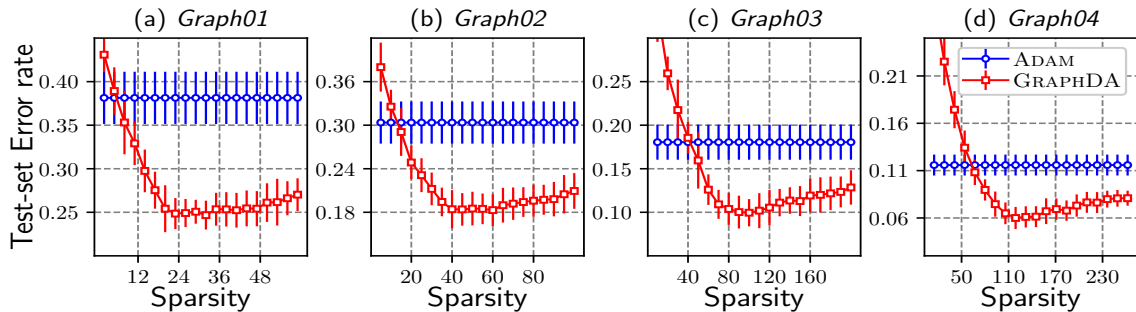 (a) Graph01
(b) Graph02
(c) Graph03
(d) Graph04
Test-set Error rate
0.40
0.35
0.30
0.25
12 24 36 48
Sparsity
0.36
0.30
0.24
0.18
20 40 60 80
Sparsity
0.25
0.20
0.15
0.10
40 80 120 160
Sparsity
0.21
0.16
0.11
0.06
50 110 170 230
Sparsity
ADAM
GRAPHDA